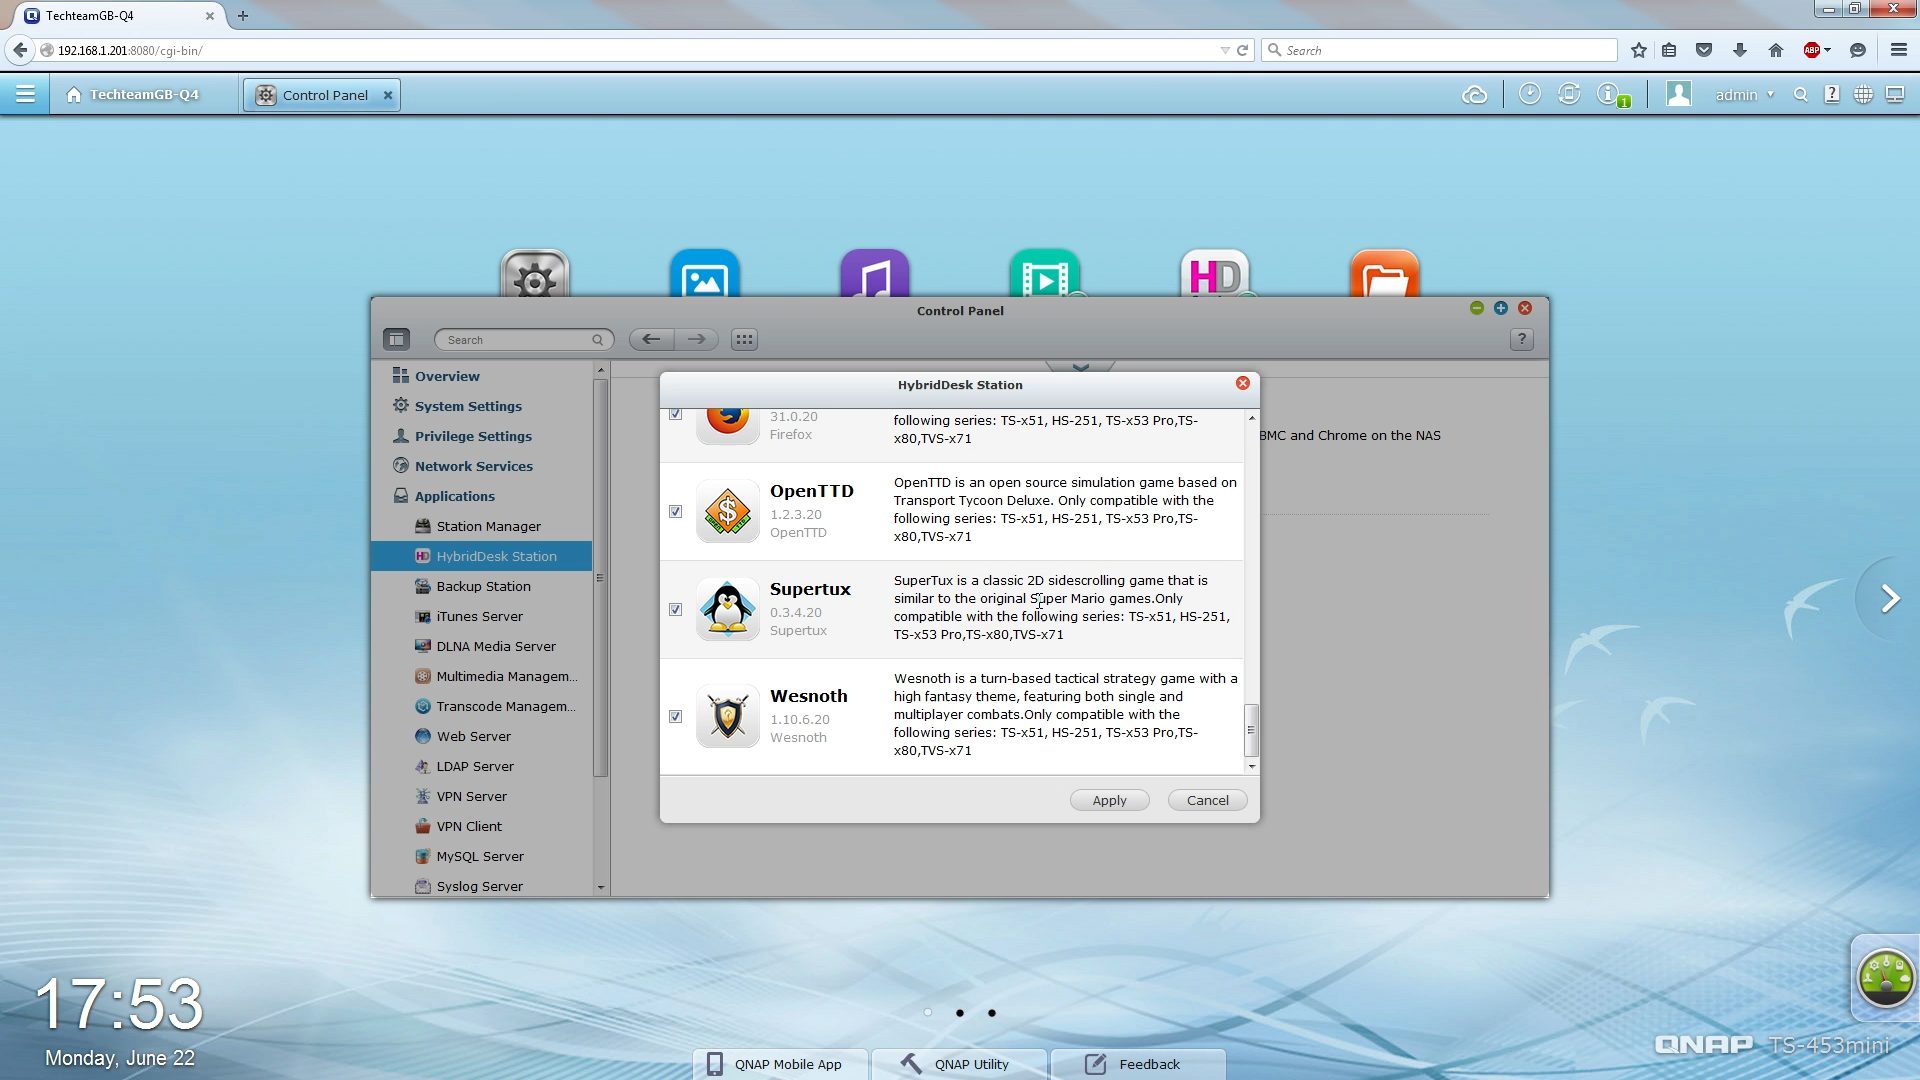 TechteamGB-Q4
192.168.1.201:8080/cgi-bin/
Search
ABP
TechteamGB-Q4
Control Panel
1
admin
?
HD
Control Panel
Search
?
Overview
System Settings
Privilege Settings
Network Services
Applications
Station Manager
HD HybridDesk Station
Backup Station
iTunes Server
DLNA Media Server
Multimedia Managem...
Transcode Managem...
Web Server
LDAP Server
VPN Server
VPN Client
MySQL Server
Syslog Server
BMC and Chrome on the NAS
HybridDesk Station
31.0.20
Firefox
following series: TS-x51, HS-251, TS-x53 Pro,TS-
x80,TVS-x71
OpenTTD
1.2.3.20
OpenTTD
OpenTTD is an open source simulation game based on
Transport Tycoon Deluxe. Only compatible with the
following series: TS-x51, HS-251, TS-x53 Pro,TS-
x80,TVS-x71
Supertux
0.3.4.20
Supertux
SuperTux is a classic 2D sidescrolling game that is
similar to the original Super Mario games.Only
compatible with the following series: TS-x51, HS-251,
TS-x53 Pro,TS-x80,TVS-x71
Wesnoth
1.10.6.20
Wesnoth
Wesnoth is a turn-based tactical strategy game with a
high fantasy theme, featuring both single and
multiplayer combats.Only compatible with the
following series: TS-x51, HS-251, TS-x53 Pro,TS-
x80,TVS-x71
Apply
Cancel
17:53
Monday, June 22
QNAP Mobile App
QNAP Utility
Feedback
QNAP TS-453mini